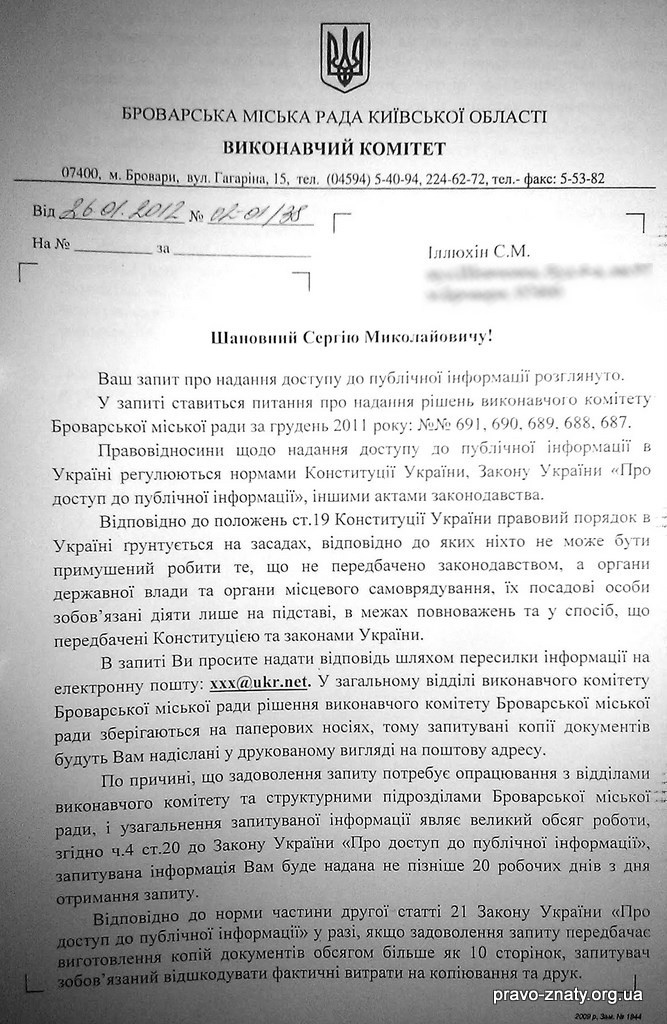 БРОВАРСЬКА МІСЬКА РАДА КИЇВСЬКОЇ ОБЛАСТІ
ВИКОНАВЧИЙ КОМІТЕТ
07400, м. Бровари, вул. Гагаріна, 15, тел. (04594) 5-40-94, 224-62-72, тел.- факс: 5-53-82
Від 26.01.2012 № 02-01/38
На № за
Іллюхін С.М.
Шановний Сергію Миколайовичу!
Ваш запит про надання доступу до публічної інформації розглянуто.
У запиті ставиться питання про надання рішень виконавчого комітету
Броварської міської ради за грудень 2011 року: №№ 691, 690, 689, 688, 687.
Правовідносини щодо надання доступу до публічної інформації в
Україні регулюються нормами Конституції України, Закону України «Про
доступ до публічної інформації», іншими актами законодавства.
Відповідно до положень ст.19 Конституції України правовий порядок в
Україні ґрунтується на засадах, відповідно до яких ніхто не може бути
примушений робити те, що не передбачено законодавством, а органи
державної влади та органи місцевого самоврядування, їх посадові особи
зобов’язані діяти лише на підставі, в межах повноважень та у спосіб, що
передбачені Конституцією та законами України.
В запиті Ви просите надати відповідь шляхом пересилки інформації на
електронну пошту: xxx@ukr.net. У загальному відділі виконавчого комітету
Броварської міської ради рішення виконавчого комітету Броварської міської
ради зберігаються на паперових носіях, тому запитувані копії документів
будуть Вам надіслані у друкованому вигляді на поштову адресу.
По причині, що задоволення запиту потребує опрацювання з відділами
виконавчого комітету та структурними підрозділами Броварської міської
ради, і узагальнення запитуваної інформації являє великий обсяг роботи,
згідно ч.4 ст.20 до Закону України «Про доступ до публічної інформації»,
запитувана інформація Вам буде надана не пізніше 20 робочих днів з дня
отримання запиту.
Відповідно до норми частини другої статті 21 Закону України «Про
доступ до публічної інформації» у разі, якщо задоволення запиту передбачає
виготовлення копій документів обсягом більше як 10 сторінок, запитувач
зобов’язаний відшкодувати фактичні витрати на копіювання та друк.
pravo-znaty.org.ua
2009 р. Зам. № 1944